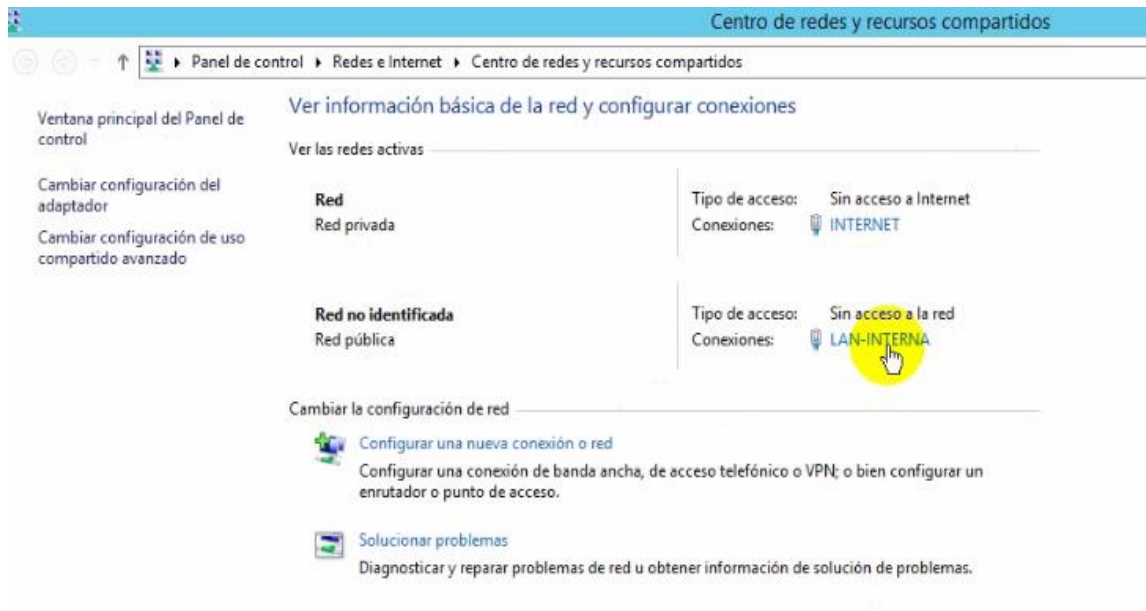 Centro de redes y recursos compartidos
Panel de control ▸ Redes e Internet ▸ Centro de redes y recursos compartidos
Ventana principal del Panel de
control
Cambiar configuración del
adaptador
Cambiar configuración de uso
compartido avanzado
Ver información básica de la red y configurar conexiones
Ver las redes activas
Red
Red privada
Tipo de acceso: Sin acceso a Internet
Conexiones: INTERNET
Red no identificada
Red pública
Tipo de acceso: Sin acceso a la red
Conexiones: LAN-INTERNA
Cambiar la configuración de red
Configurar una nueva conexión o red
Configurar una conexión de banda ancha, de acceso telefónico o VPN; o bien configurar un
enrutador o punto de acceso.
Solucionar problemas
Diagnosticar y reparar problemas de red u obtener información de solución de problemas.